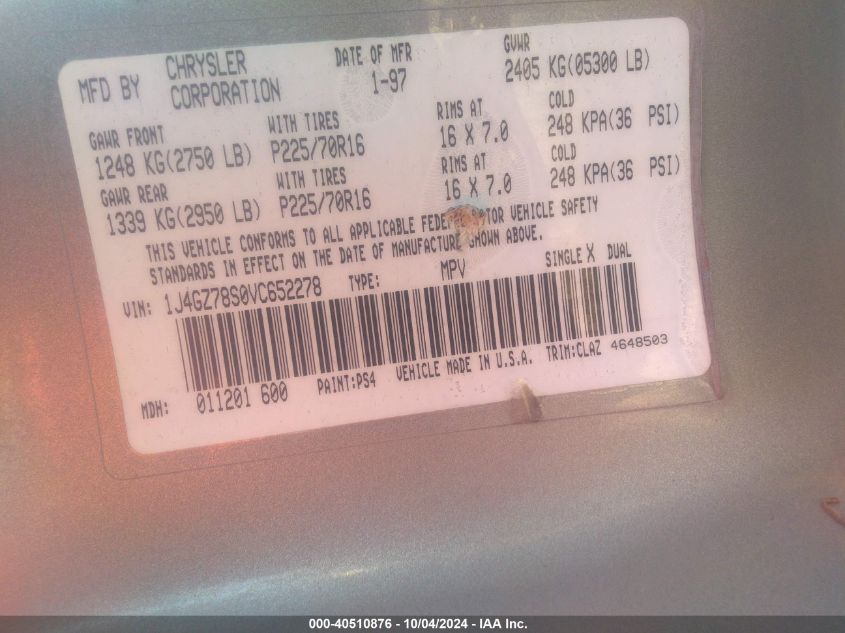 MFD BY CHRYSLER CORPORATION
DATE OF MFR 1-97
GVWR 2405 KG(05300 LB)
GAWR FRONT WITH TIRES RIMS AT COLD
1248 KG(2750 LB) P225/70R16 16 X 7.0 248 KPA(36 PSI)
GAWR REAR WITH TIRES RIMS AT COLD
1339 KG(2950 LB) P225/70R16 16 X 7.0 248 KPA(36 PSI)
THIS VEHICLE CONFORMS TO ALL APPLICABLE VEHICLE SAFETY
STANDARDS IN EFFECT ON THE DATE OF MANUFACTURE SHOWN ABOVE.
VIN: 1J4GZ78S0VC652278 TYPE: MPV SINGLE X DUAL
MDH: 011201 600 PAINT:PS4 VEHICLE MADE IN U.S.A. TRIM:CLAZ 4648503
000-40510876 - 10/04/2024 - IAA Inc.